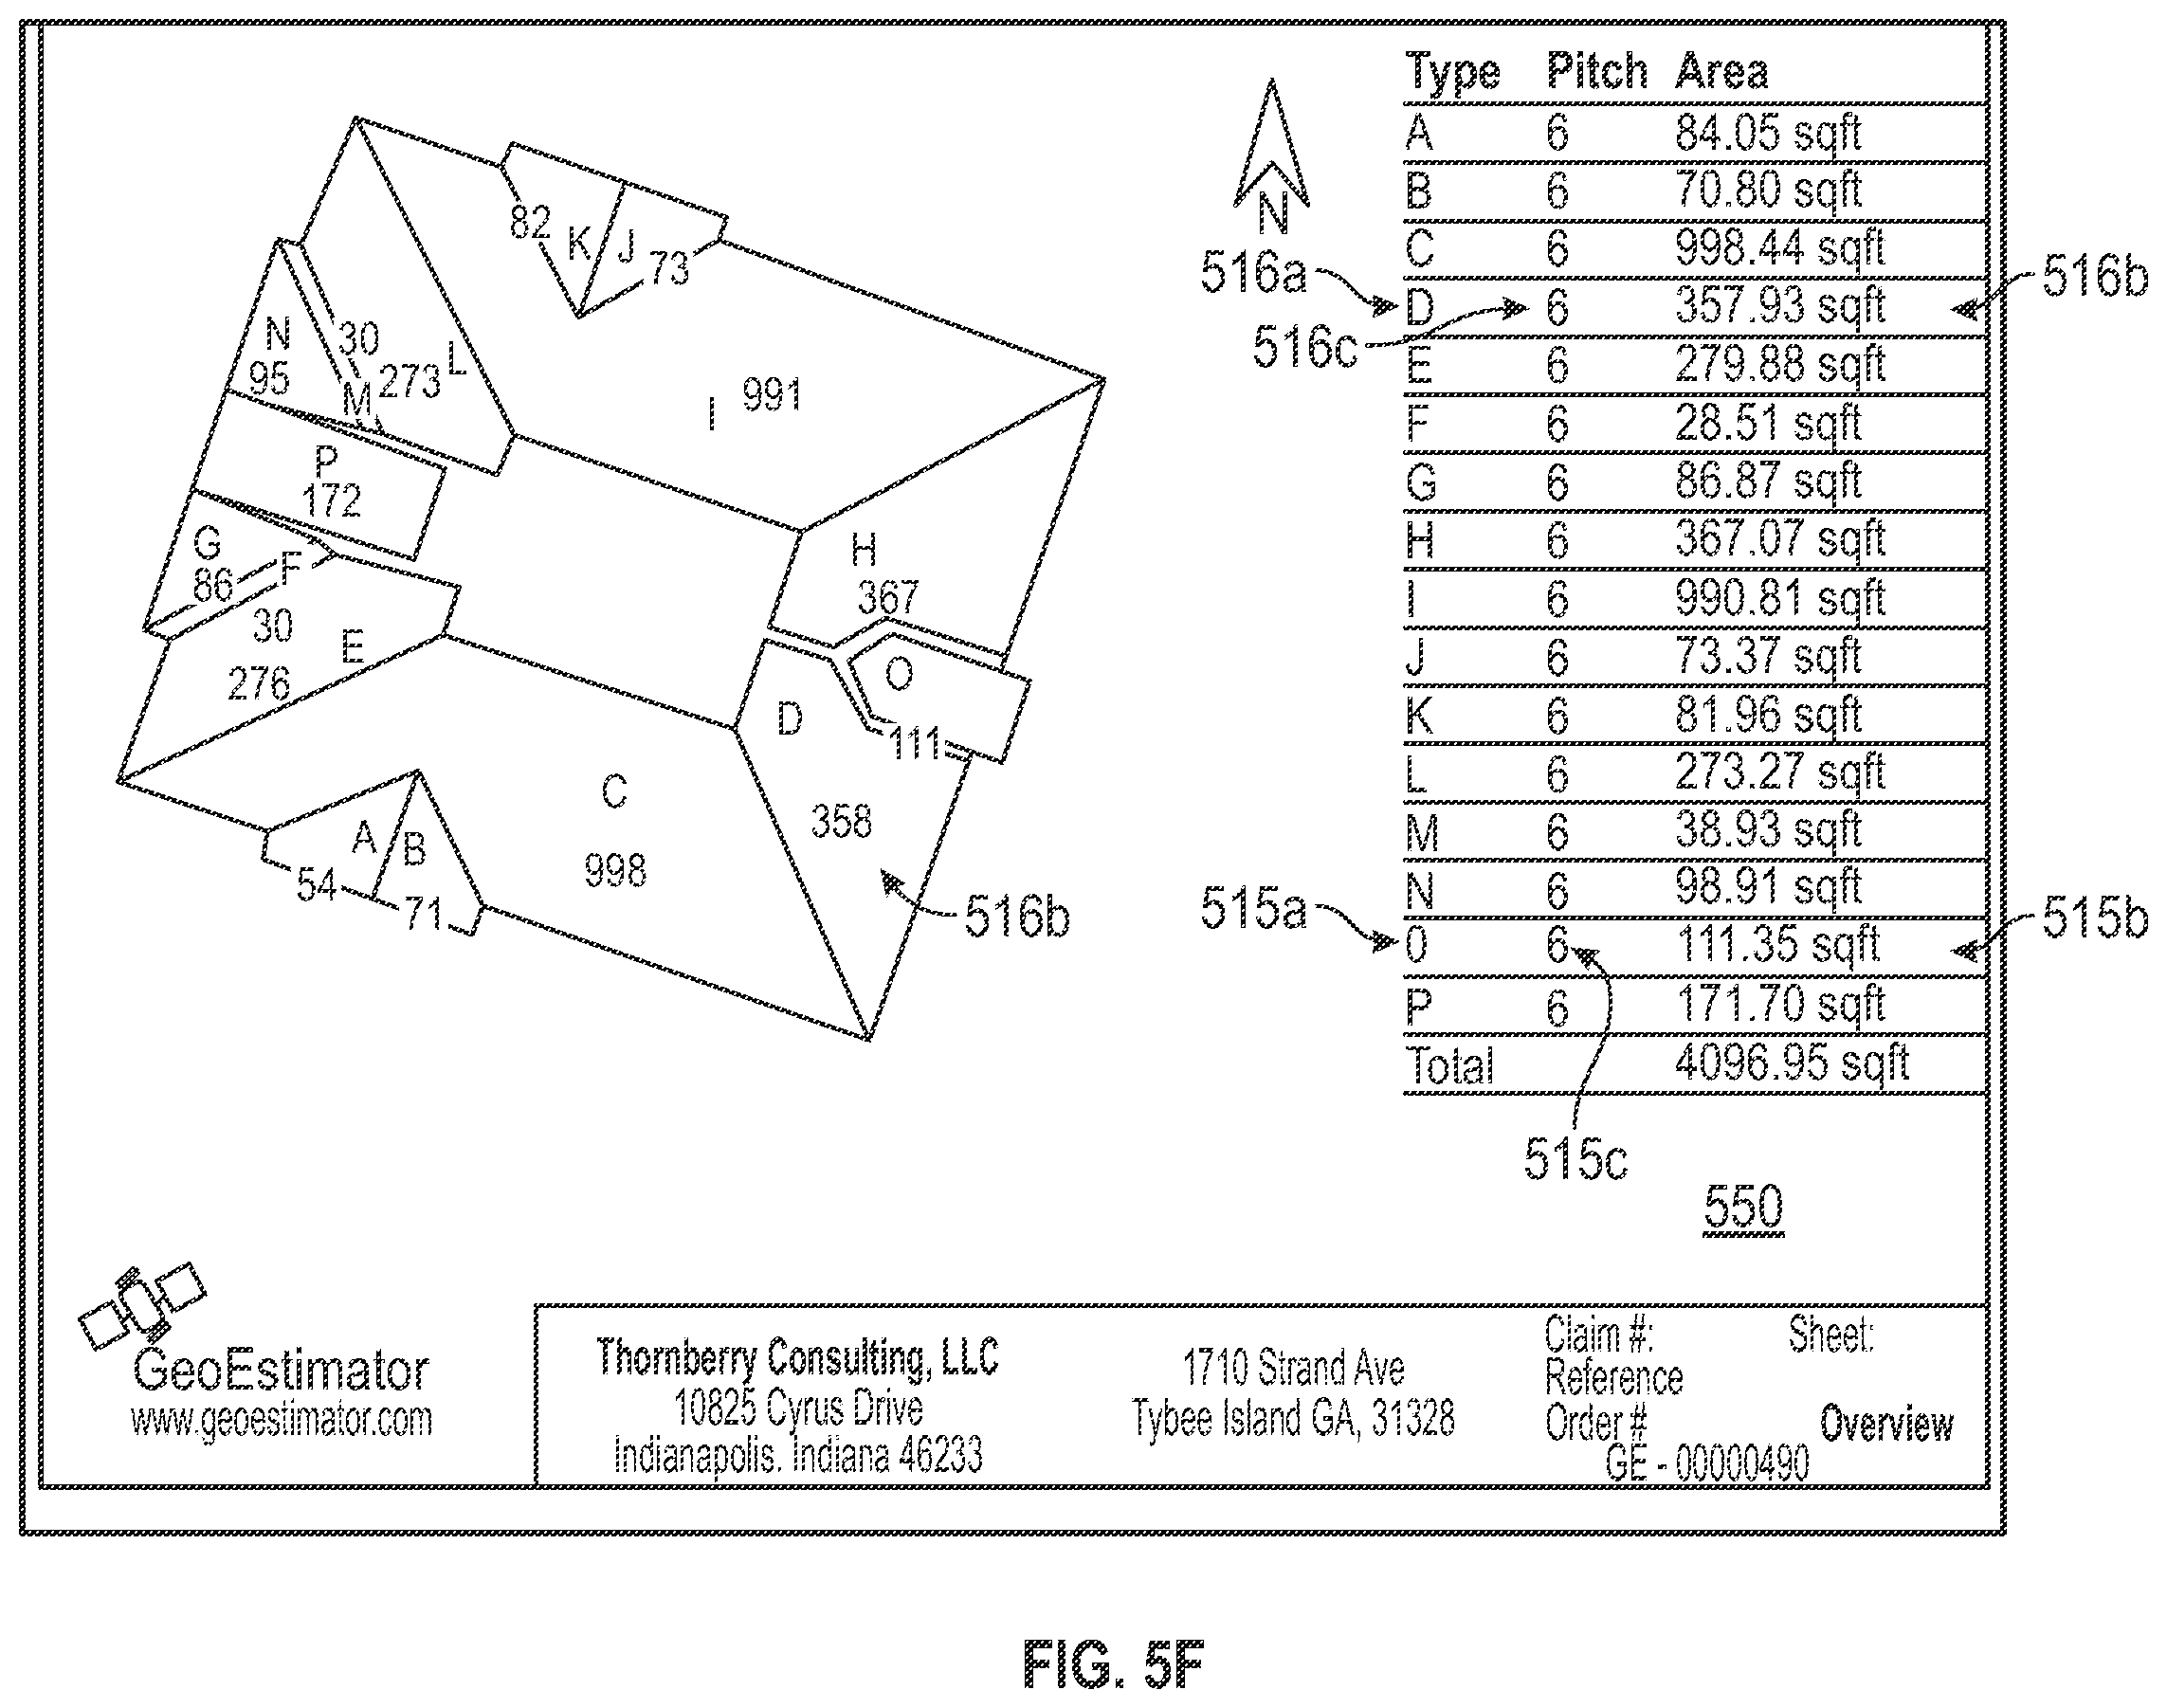 Type Pitch Area
A 6 84.05 sqft
B 6 70.80 sqft
C 6 998.44 sqft
D 6 357.93 sqft
E 6 279.88 sqft
F 6 28.51 sqft
G 6 86.87 sqft
H 6 367.07 sqft
I 6 990.81 sqft
J 6 73.37 sqft
K 6 81.96 sqft
L 6 273.27 sqft
M 6 38.93 sqft
N 6 98.91 sqft
0 6 111.35 sqft
P 6 171.70 sqft
Total 4096.95 sqft
N
516a
516c
516b
515a
515b
515c
550
82
K
J
73
N
95
30
M
273
L
I
991
P
172
G
86
F
30
E
276
H
367
O
111
D
358
C
998
A
B
54
71
516b
GeoEstimator
www.geoestimator.com
Thornberry Consulting, LLC
10825 Cyrus Drive
Indianapolis. Indiana 46233
1710 Strand Ave
Tybee Island GA, 31328
Claim #:
Reference
Order #
GE - 00000490
Sheet:
Overview
FIG. 5F